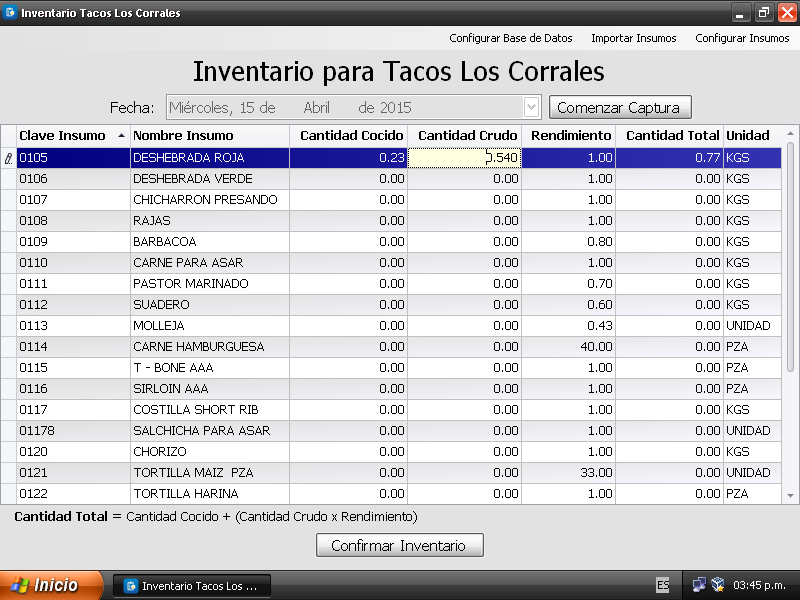 Inventario Tacos Los Corrales
Configurar Base de Datos Importar Insumos Configurar Insumos
Inventario para Tacos Los Corrales
Fecha: Miércoles, 15 de Abril de 2015 Comenzar Captura
Clave Insumo Nombre Insumo Cantidad Cocido Cantidad Crudo Rendimiento Cantidad Total Unidad
0105 DESHEBRADA ROJA 0.23 0.540 1.00 0.77 KGS
0106 DESHEBRADA VERDE 0.00 0.00 1.00 0.00 KGS
0107 CHICHARRON PRESANDO 0.00 0.00 1.00 0.00 KGS
0108 RAJAS 0.00 0.00 1.00 0.00 KGS
0109 BARBACOA 0.00 0.00 0.80 0.00 KGS
0110 CARNE PARA ASAR 0.00 0.00 1.00 0.00 KGS
0111 PASTOR MARINADO 0.00 0.00 0.70 0.00 KGS
0112 SUADERO 0.00 0.00 0.60 0.00 KGS
0113 MOLLEJA 0.00 0.00 0.43 0.00 UNIDAD
0114 CARNE HAMBURGUESA 0.00 0.00 40.00 0.00 PZA
0115 T - BONE AAA 0.00 0.00 1.00 0.00 PZA
0116 SIRLOIN AAA 0.00 0.00 1.00 0.00 PZA
0117 COSTILLA SHORT RIB 0.00 0.00 1.00 0.00 KGS
01178 SALCHICHA PARA ASAR 0.00 0.00 1.00 0.00 UNIDAD
0120 CHORIZO 0.00 0.00 1.00 0.00 KGS
0121 TORTILLA MAIZ PZA 0.00 0.00 33.00 0.00 UNIDAD
0122 TORTILLA HARINA 0.00 0.00 1.00 0.00 PZA
Cantidad Total = Cantidad Cocido + (Cantidad Crudo x Rendimiento)
Confirmar Inventario
Inicio Inventario Tacos Los ... ES 03:45 p.m.